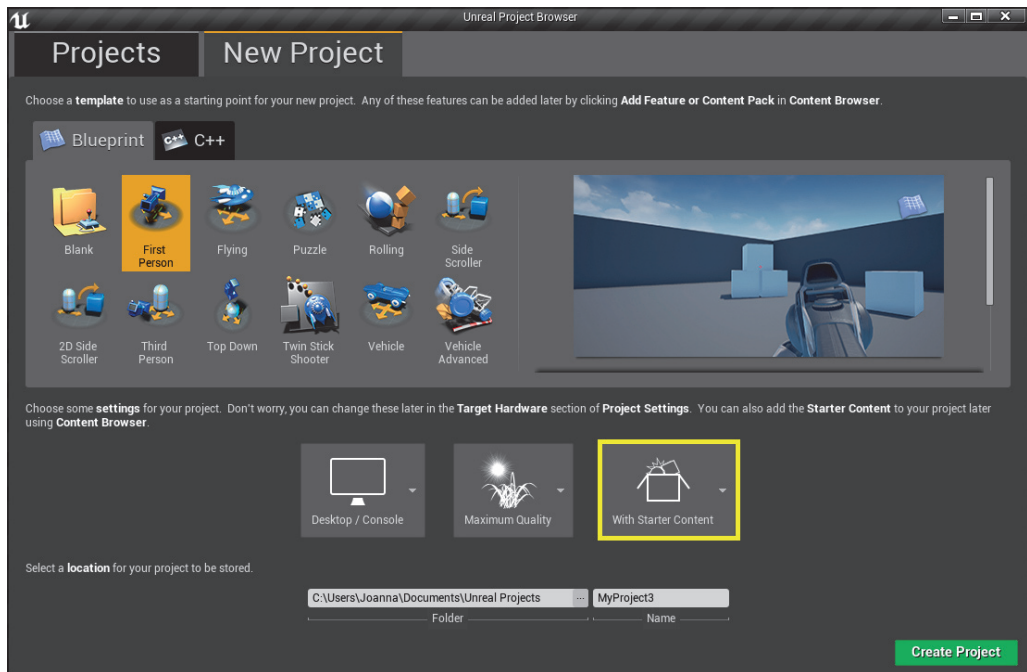 Unreal Project Browser
Projects
New Project
Choose a template to use as a starting point for your new project. Any of these features can be added later by clicking Add Feature or Content Pack in Content Browser.
Blueprint
C++
C++
Blank
First
Person
Flying
Puzzle
Rolling
Side
Scroller
2D Side
Scroller
Third
Person
Top Down
Twin Stick
Shooter
Vehicle
Vehicle
Advanced
Choose some settings for your project. Don't worry, you can change these later in the Target Hardware section of Project Settings. You can also add the Starter Content to your project later
using Content Browser.
Desktop / Console
Maximum Quality
With Starter Content
Select a location for your project to be stored.
C:\Users\Joanna\Documents\Unreal Projects
...
MyProject3
Folder
Name
Create Project